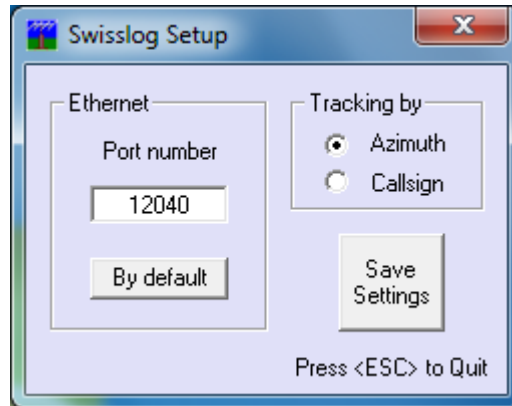 Swisslog Setup
Ethernet
Port number
12040
By default
Tracking by
Azimuth
Callsign
Save
Settings
Press <ESC> to Quit